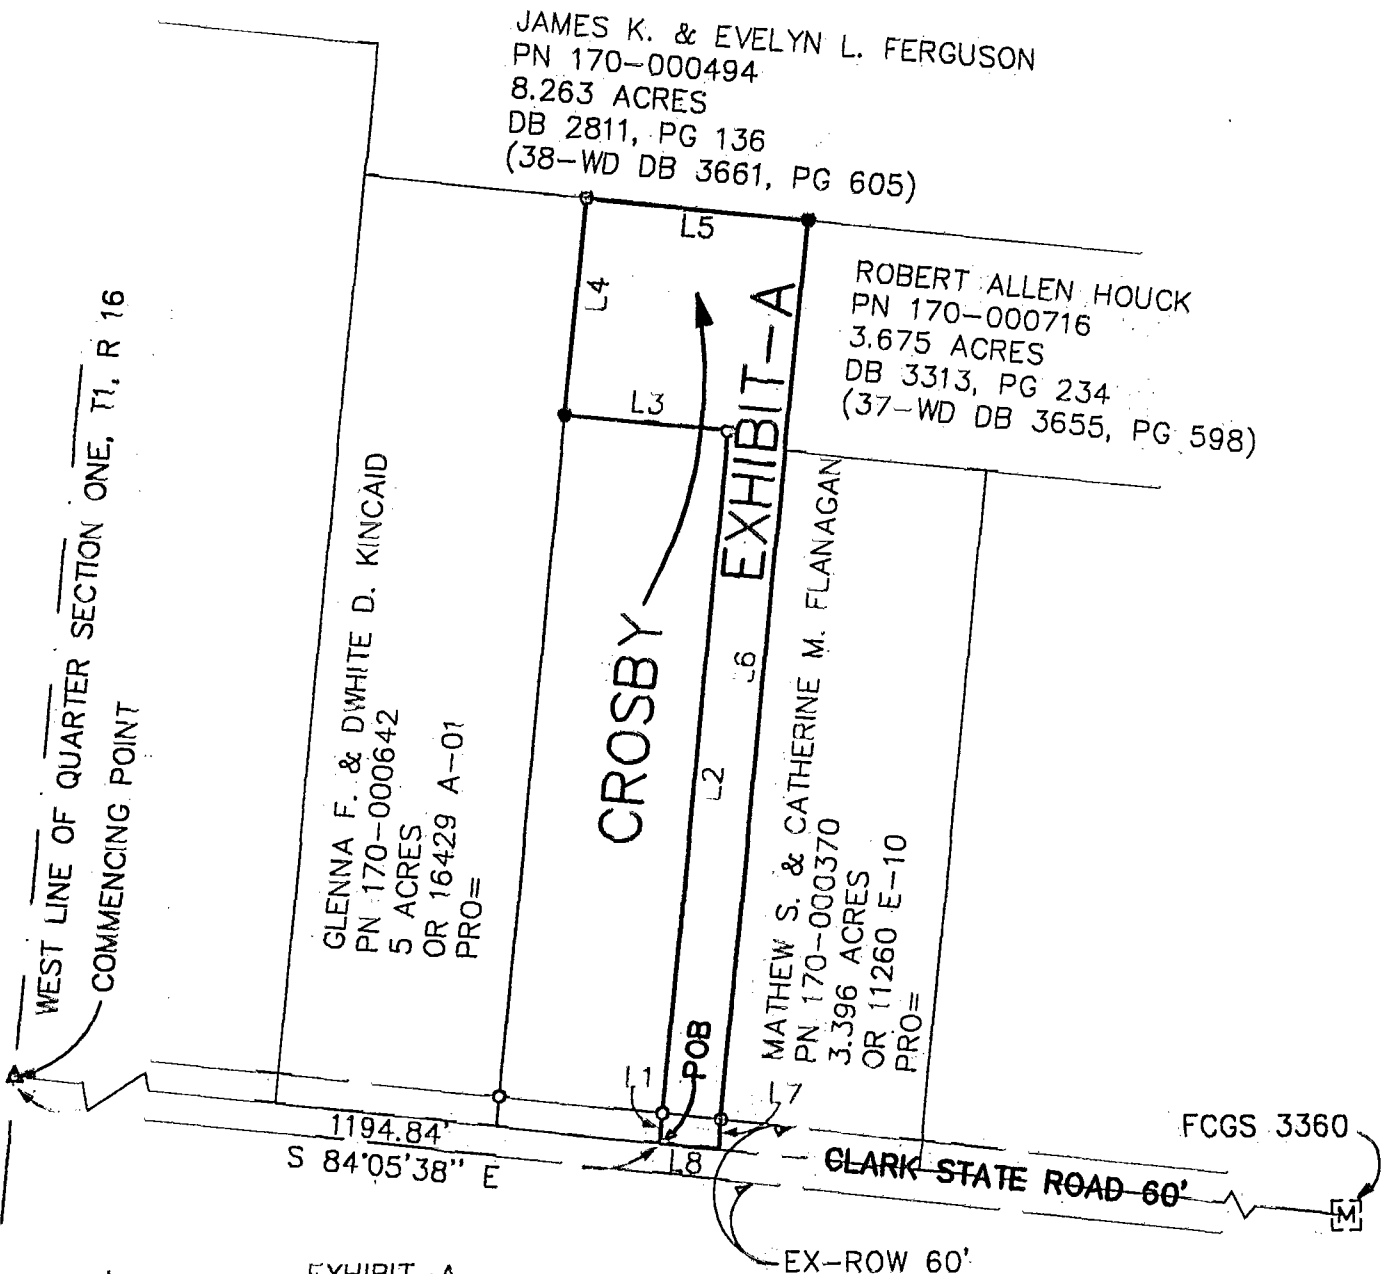 JAMES K. & EVELYN L. FERGUSON
PN 170-000494
8.263 ACRES
DB 2811, PG 136
(38-WD DB 3661, PG 605)
L5
L4
L3
EXHIBIT-A
ROBERT ALLEN HOUCK
PN 170-000716
3.675 ACRES
DB 3313, PG 234
(37-WD DB 3655, PG 598)
WEST LINE OF QUARTER SECTION ONE, T1, R 16
COMMENCING POINT
GLENNA F. & DWHITE D. KINCAID
PN 170-000642
5 ACRES
OR 16429 A-01
PRO=
CROSBY
L2
L6
MATHEW S. & CATHERINE M. FLANAGAN
PN 170-000370
3.396 ACRES
OR 11260 E-10
PRO=
L1
POB
L7
1194.84'
S 84°05'38" E
L8
CLARK STATE ROAD 60'
FCGS 3360
M
EX-ROW 60'
EXHIBIT A